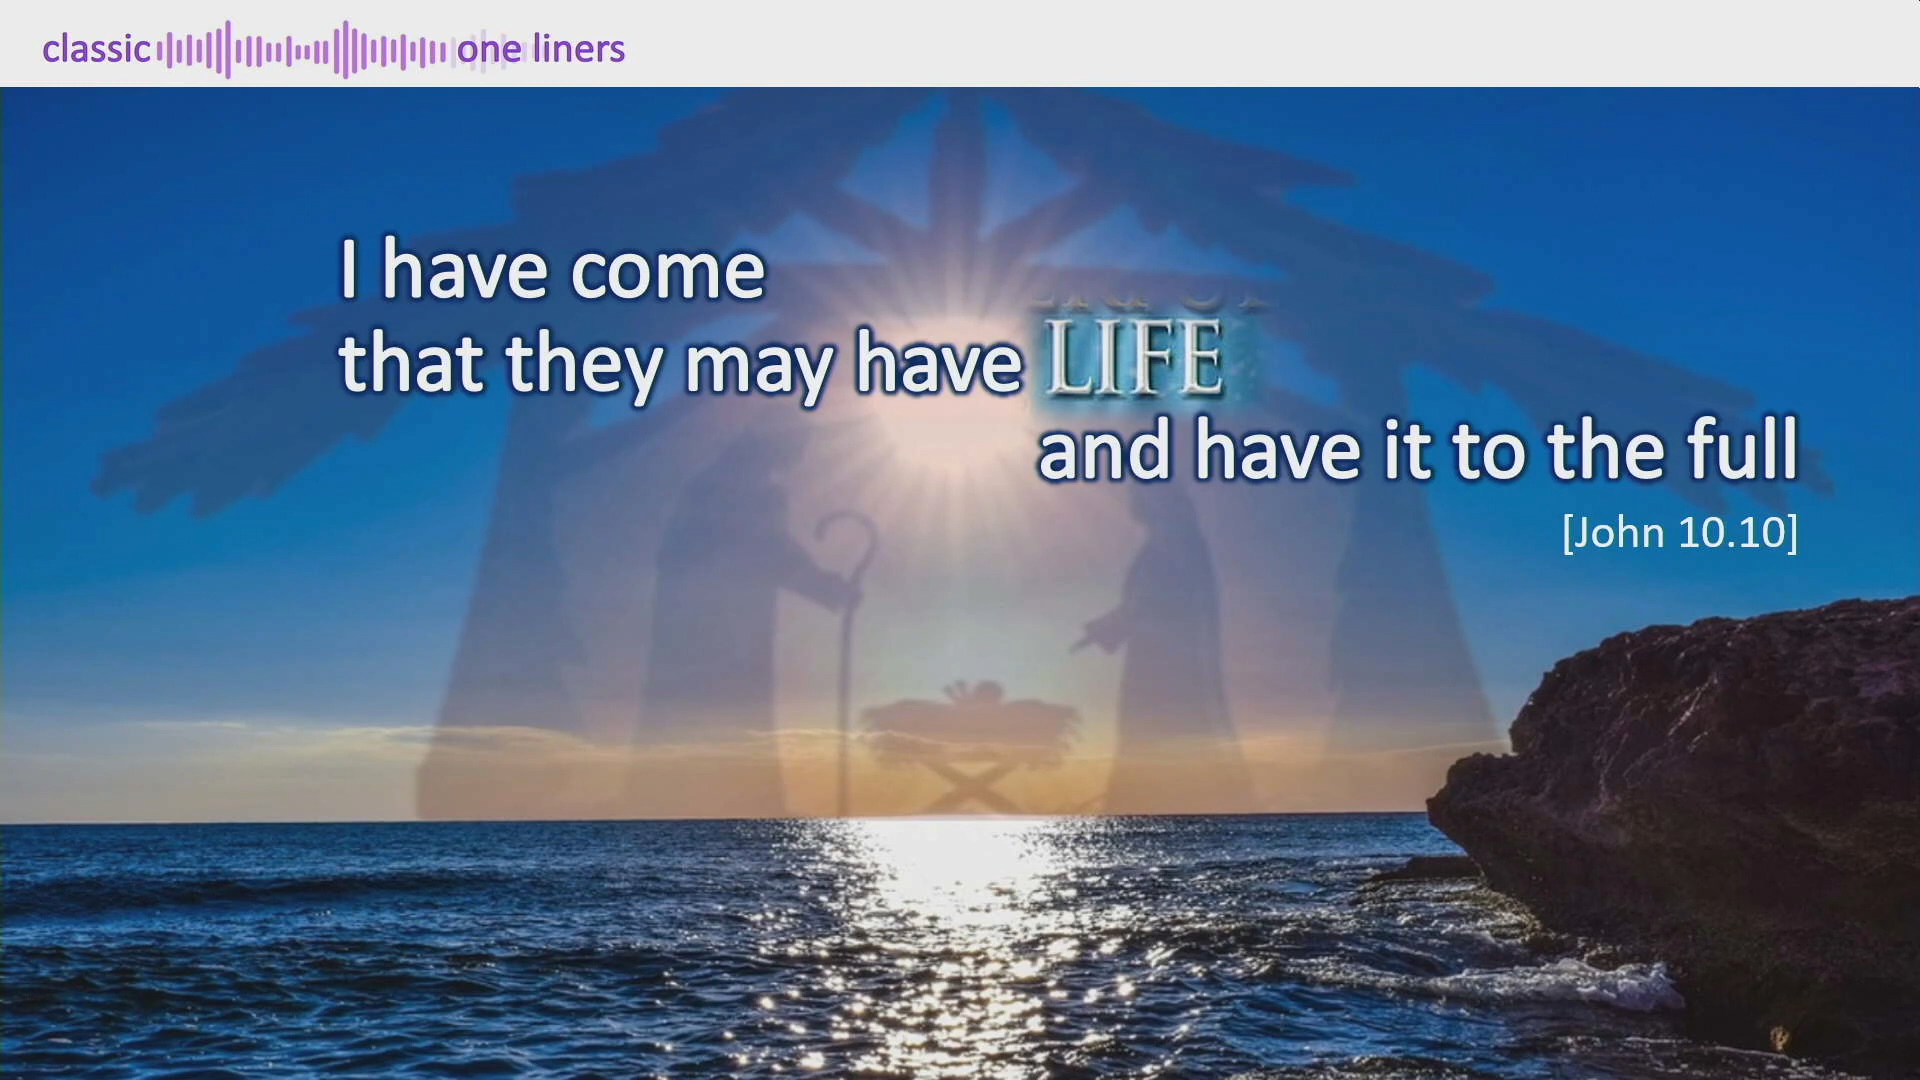 classic one liners
I have come
that they may have LIFE
and have it to the full
[John 10.10]